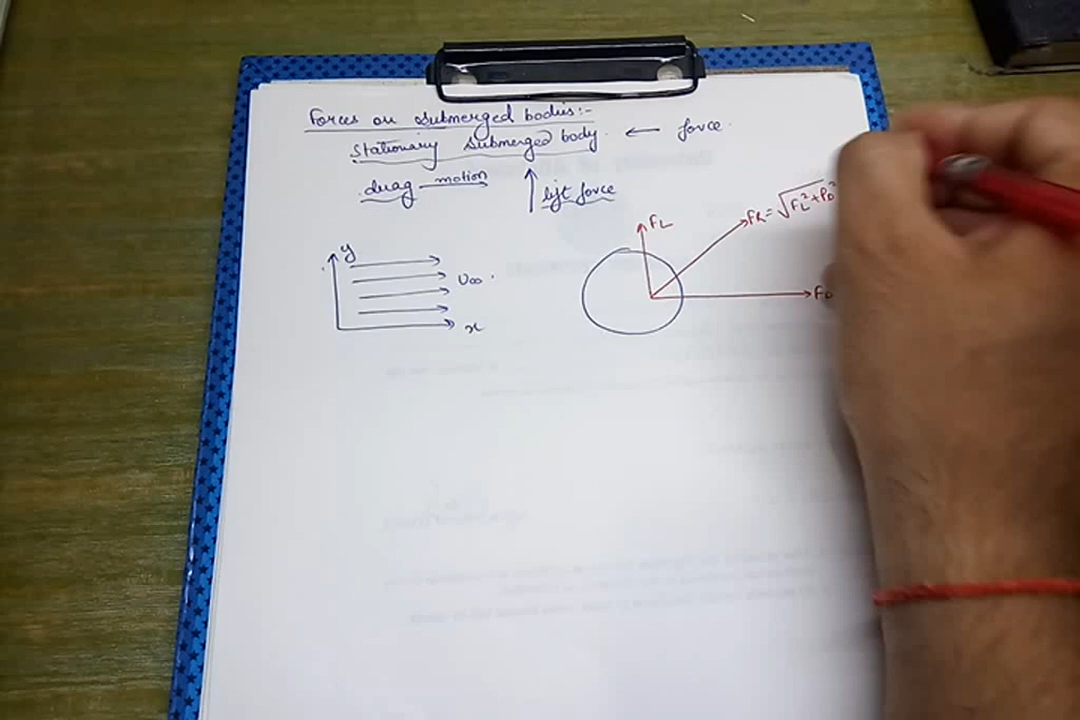 Forces on submerged bodies:-
Stationary submerged body. ← force.
drag motion → ↑ lift force
y
U∞
x
FL
FR = √FL² + FD²
FD